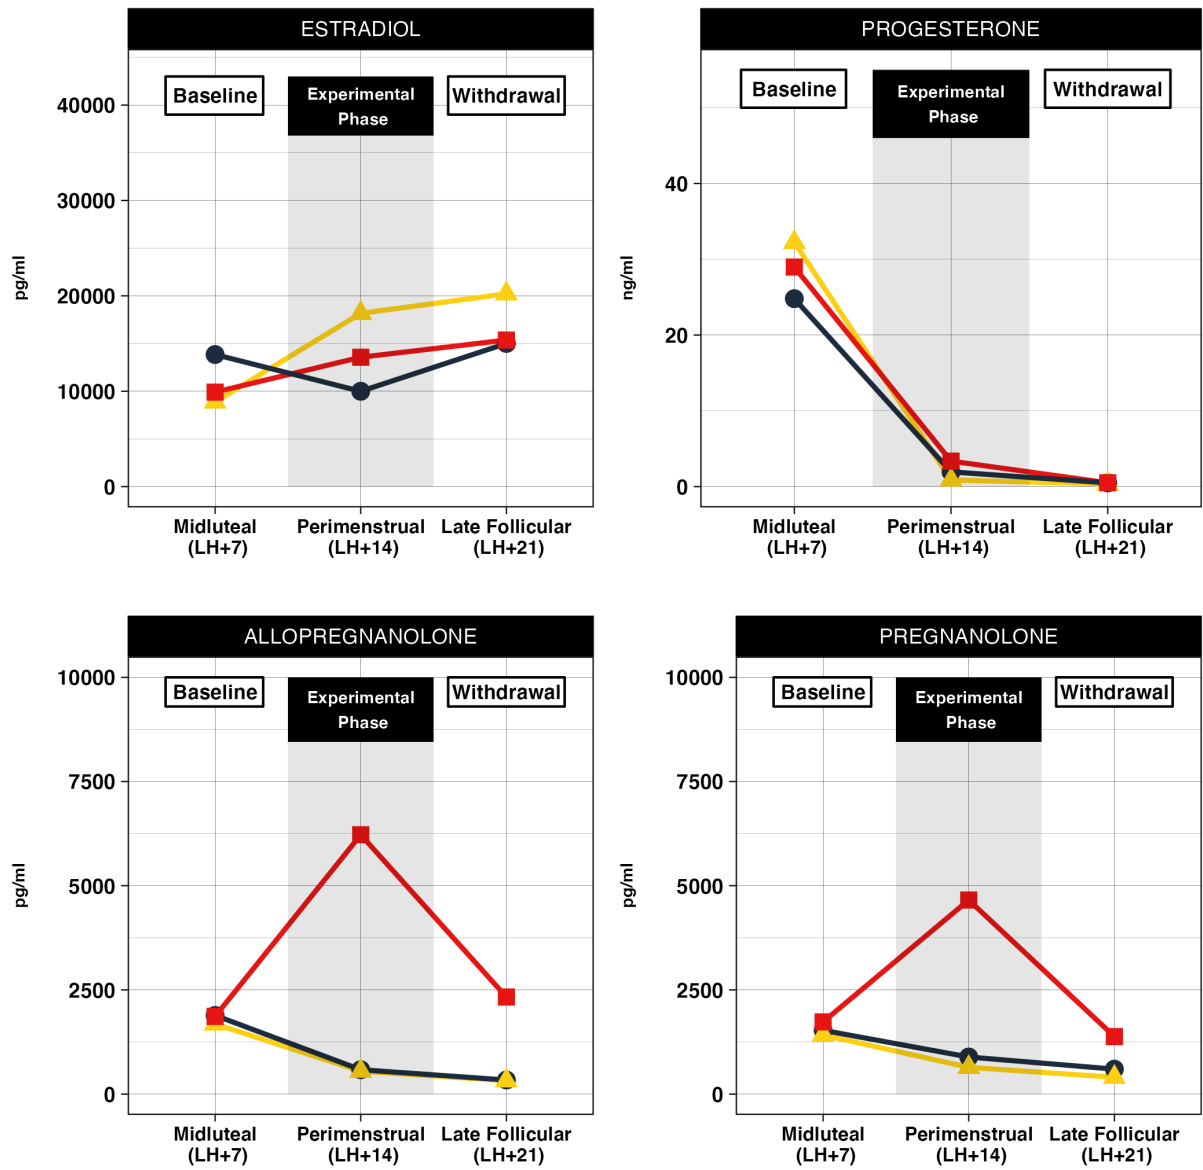 ESTRADIOL
Baseline
Experimental
Phase
Withdrawal
pg/ml
40000
30000
20000
10000
0
Midluteal
(LH+7)
Perimenstrual
(LH+14)
Late Follicular
(LH+21)
PROGESTERONE
Baseline
Experimental
Phase
Withdrawal
ng/ml
40
20
0
Midluteal
(LH+7)
Perimenstrual
(LH+14)
Late Follicular
(LH+21)
ALLOPREGNANOLONE
Baseline
Experimental
Phase
Withdrawal
pg/ml
10000
7500
5000
2500
0
Midluteal
(LH+7)
Perimenstrual
(LH+14)
Late Follicular
(LH+21)
PREGNANOLONE
Baseline
Experimental
Phase
Withdrawal
pg/ml
10000
7500
5000
2500
0
Midluteal
(LH+7)
Perimenstrual
(LH+14)
Late Follicular
(LH+21)